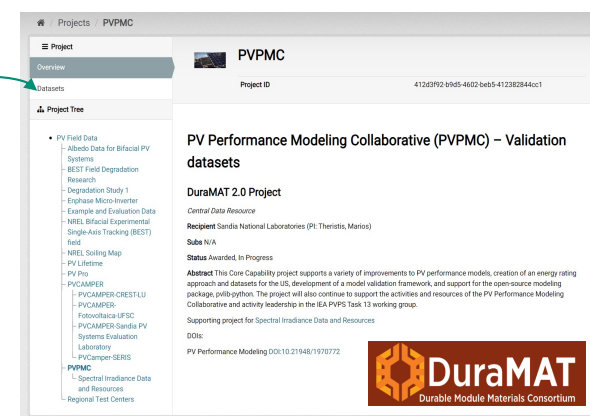 Projects / PVPMC
Project
Overview
Datasets
Project Tree
PV Field Data
Albedo Data for Bifacial PV
Systems
BEST Field Degradation
Research
Degradation Study 1
Enphase Micro-Inverter
Example and Evaluation Data
NREL Bifacial Experimental
Single-Axis Tracking (BEST)
field
NREL Soiling Map
PV Lifetime
PV Pro
PVCAMPER
PVCAMPER-CREST-LU
PVCAMPER-
Fotovoltaica-UFSC
PVCAMPER-Sandia PV
Systems Evaluation
Laboratory
PVCamper-SERIS
PVPMC
Spectral Irradiance Data
and Resources
Regional Test Centers
PVPMC
Project ID 412d3f92-b9d5-4602-beb5-412382844cc1
PV Performance Modeling Collaborative (PVPMC) – Validation
datasets
DuraMAT 2.0 Project
Central Data Resource
Recipient Sandia National Laboratories (PI: Theristis, Marios)
Subs N/A
Status Awarded, In Progress
Abstract This Core Capability project supports a variety of improvements to PV performance models, creation of an energy rating
approach and datasets for the US, development of a model validation framework, and support for the open-source modeling
package, pvlib-python. The project will also continue to support the activities and resources of the PV Performance Modeling
Collaborative and activity leadership in the IEA PVPS Task 13 working group.
Supporting project for Spectral Irradiance Data and Resources
DOIs:
PV Performance Modeling DOI:10.21948/1970772
DuraMAT
Durable Module Materials Consortium